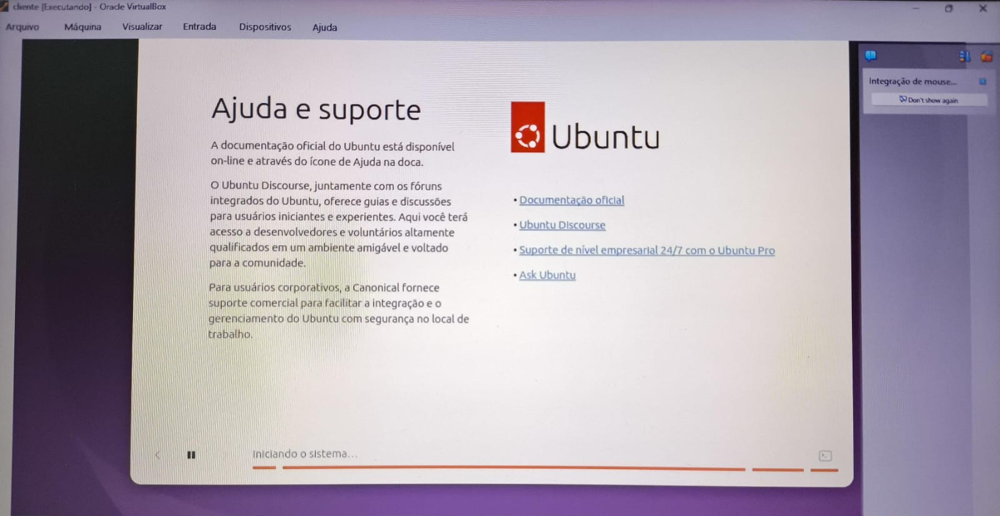 cliente [Executando] - Oracle VirtualBox
Arquivo Máquina Visualizar Entrada Dispositivos Ajuda
Integração de mouse...
Don't show again
Ajuda e suporte
A documentação oficial do Ubuntu está disponível
on-line e através do ícone de Ajuda na doca.
O Ubuntu Discourse, juntamente com os fóruns
integrados do Ubuntu, oferece guias e discussões
para usuários iniciantes e experientes. Aqui você terá
acesso a desenvolvedores e voluntários altamente
qualificados em um ambiente amigável e voltado
para a comunidade.
Para usuários corporativos, a Canonical fornece
suporte comercial para facilitar a integração e o
gerenciamento do Ubuntu com segurança no local de
trabalho.
Ubuntu
• Documentação oficial
• Ubuntu Discourse
• Suporte de nível empresarial 24/7 com o Ubuntu Pro
• Ask Ubuntu
Iniciando o sistema...